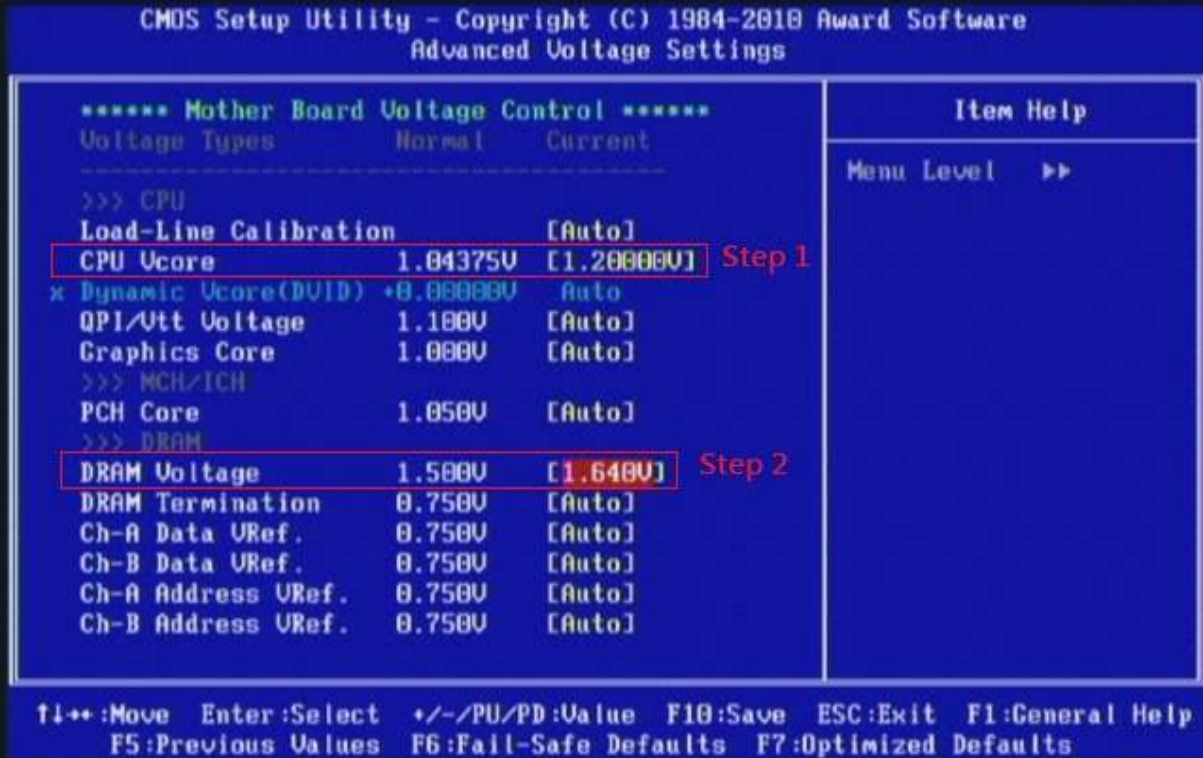 CMOS Setup Utility - Copyright (C) 1984-2010 Award Software
Advanced Voltage Settings
****** Mother Board Voltage Control ******
Voltage Types Normal Current
-----------------------------------------
>>> CPU
Load-Line Calibration [Auto]
CPU Vcore 1.04375V [1.20000V] Step 1
x Dynamic Vcore(DVID) +0.00000V Auto
QPI/Vtt Voltage 1.100V [Auto]
Graphics Core 1.000V [Auto]
>>> MCH/ICH
PCH Core 1.050V [Auto]
>>> DRAM
DRAM Voltage 1.500V [1.640V] Step 2
DRAM Termination 0.750V [Auto]
Ch-A Data VRef. 0.750V [Auto]
Ch-B Data VRef. 0.750V [Auto]
Ch-A Address VRef. 0.750V [Auto]
Ch-B Address VRef. 0.750V [Auto]
Item Help
Menu Level ▶▶
↑↓→←:Move Enter:Select +/-/PU/PD:Value F10:Save ESC:Exit F1:General Help
F5:Previous Values F6:Fail-Safe Defaults F7:Optimized Defaults